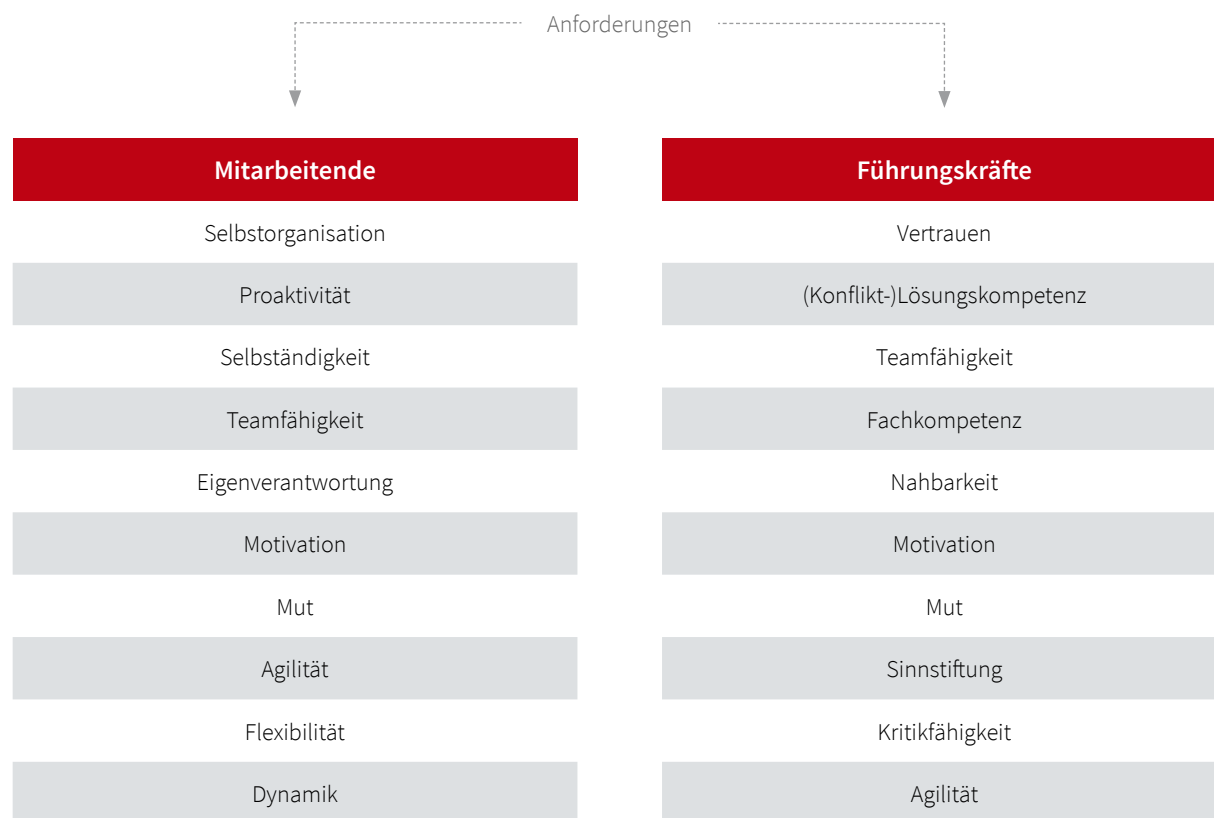 Anforderungen
Mitarbeitende
Selbstorganisation
Proaktivität
Selbständigkeit
Teamfähigkeit
Eigenverantwortung
Motivation
Mut
Agilität
Flexibilität
Dynamik
Führungskräfte
Vertrauen
(Konflikt-)Lösungskompetenz
Teamfähigkeit
Fachkompetenz
Nahbarkeit
Motivation
Mut
Sinnstiftung
Kritikfähigkeit
Agilität